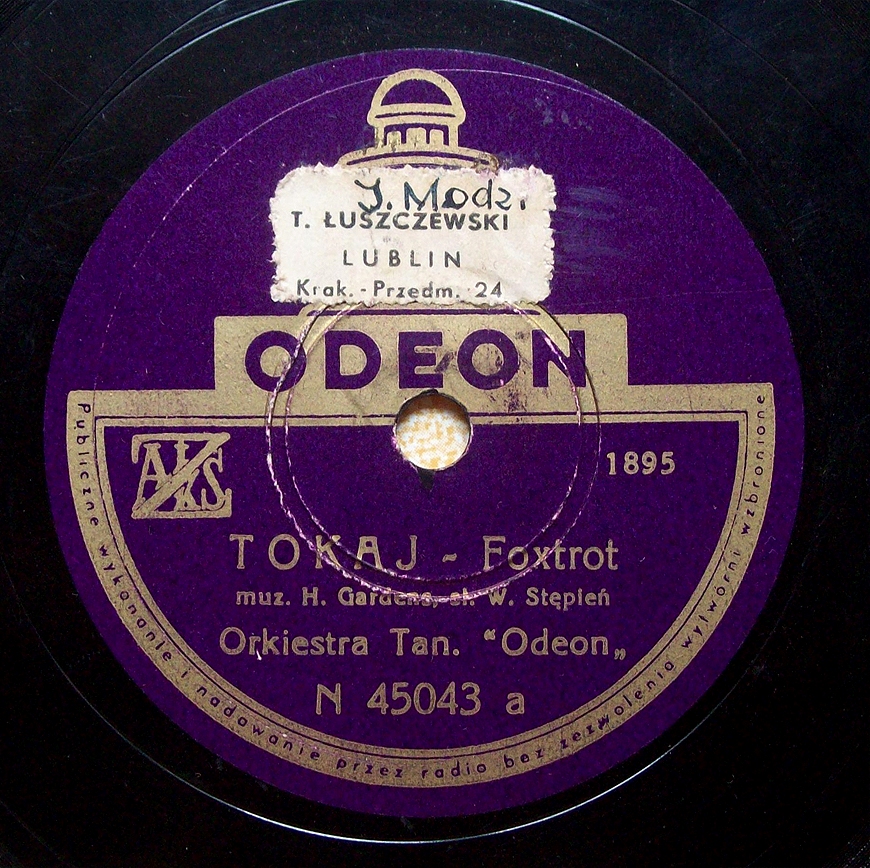 J. Modz.
T. ŁUSZCZEWSKI
LUBLIN
Krak. - Przedm. 24
ODEON
ZAKS
1895
TOKAJ - Foxtrot
muz. H. Gardens, sł. W. Stępień
Orkiestra Tan. “Odeon„
N 45043 a
Publiczne wykonanie i nadawanie przez radio bez zezwolenia wytwórni wzbronione